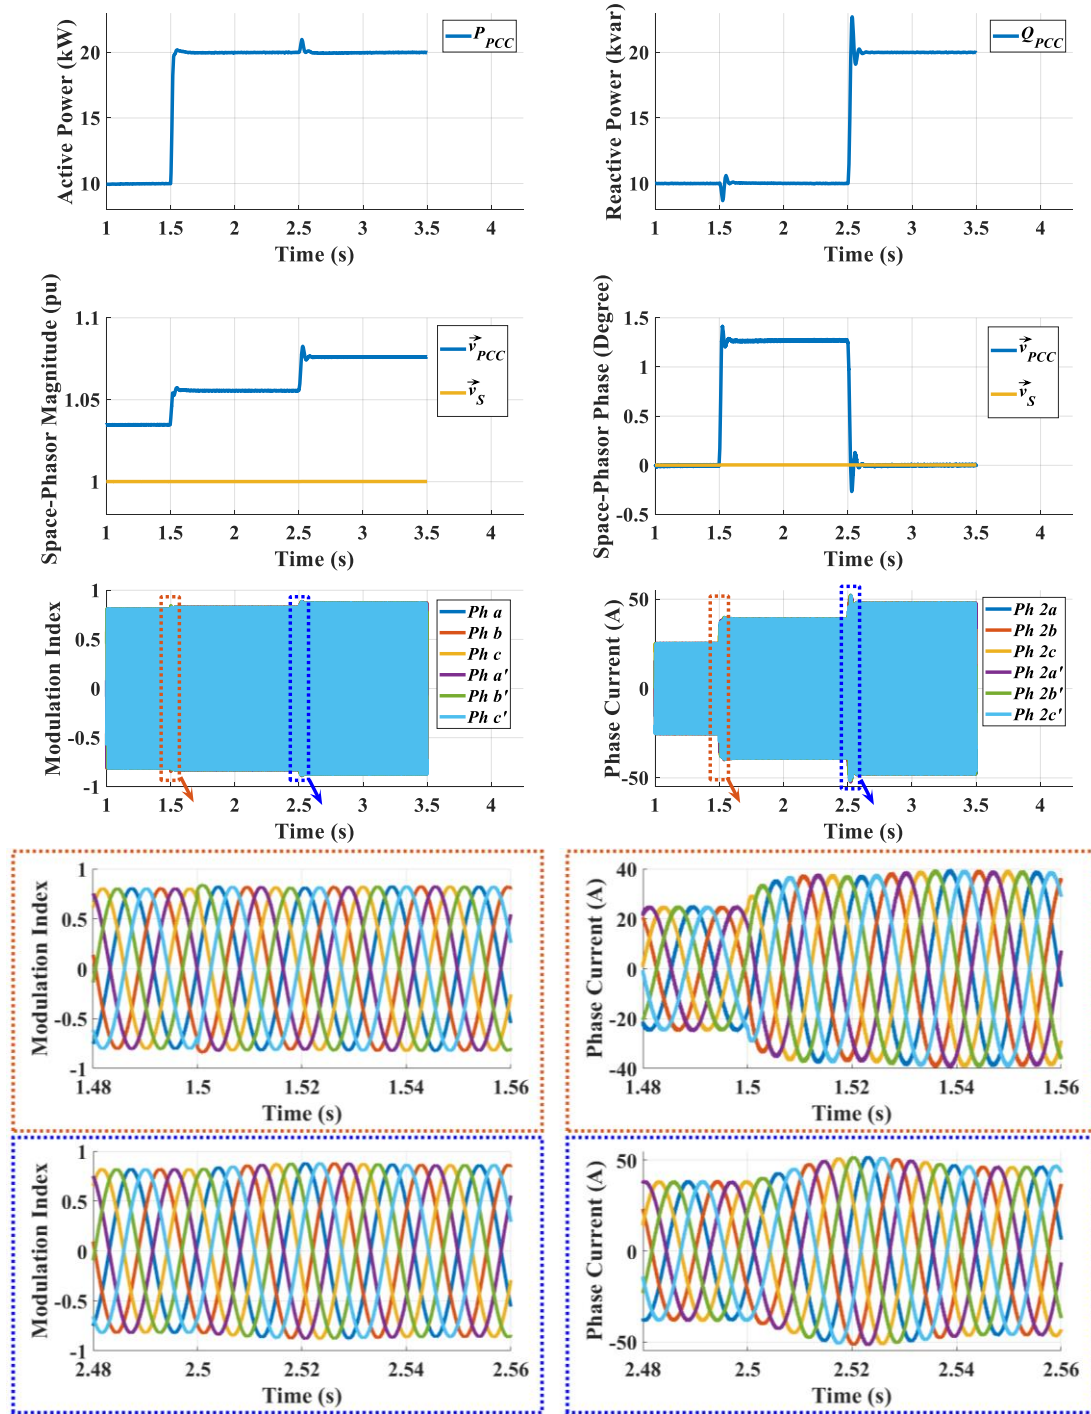 Active Power (kW)
20
15
10
P_PCC
1 1.5 2 2.5 3 3.5 4
Time (s)
Reactive Power (kvar)
20
15
10
Q_PCC
1 1.5 2 2.5 3 3.5 4
Time (s)
Space-Phasor Magnitude (pu)
1.1
1.05
1
v⃗_PCC
v⃗_S
1 1.5 2 2.5 3 3.5 4
Time (s)
Space-Phasor Phase (Degree)
1.5
1
0.5
0
-0.5
v⃗_PCC
v⃗_S
1 1.5 2 2.5 3 3.5 4
Time (s)
Modulation Index
1
0.5
0
-0.5
-1
Ph a
Ph b
Ph c
Ph a'
Ph b'
Ph c'
1 1.5 2 2.5 3 3.5 4
Time (s)
Phase Current (A)
50
0
-50
Ph 2a
Ph 2b
Ph 2c
Ph 2a'
Ph 2b'
Ph 2c'
1 1.5 2 2.5 3 3.5 4
Time (s)
Modulation Index
1
0.5
0
-0.5
-1
1.48 1.5 1.52 1.54 1.56
Time (s)
Phase Current (A)
40
20
0
-20
-40
1.48 1.5 1.52 1.54 1.56
Time (s)
Modulation Index
1
0.5
0
-0.5
-1
2.48 2.5 2.52 2.54 2.56
Time (s)
Phase Current (A)
50
0
-50
2.48 2.5 2.52 2.54 2.56
Time (s)